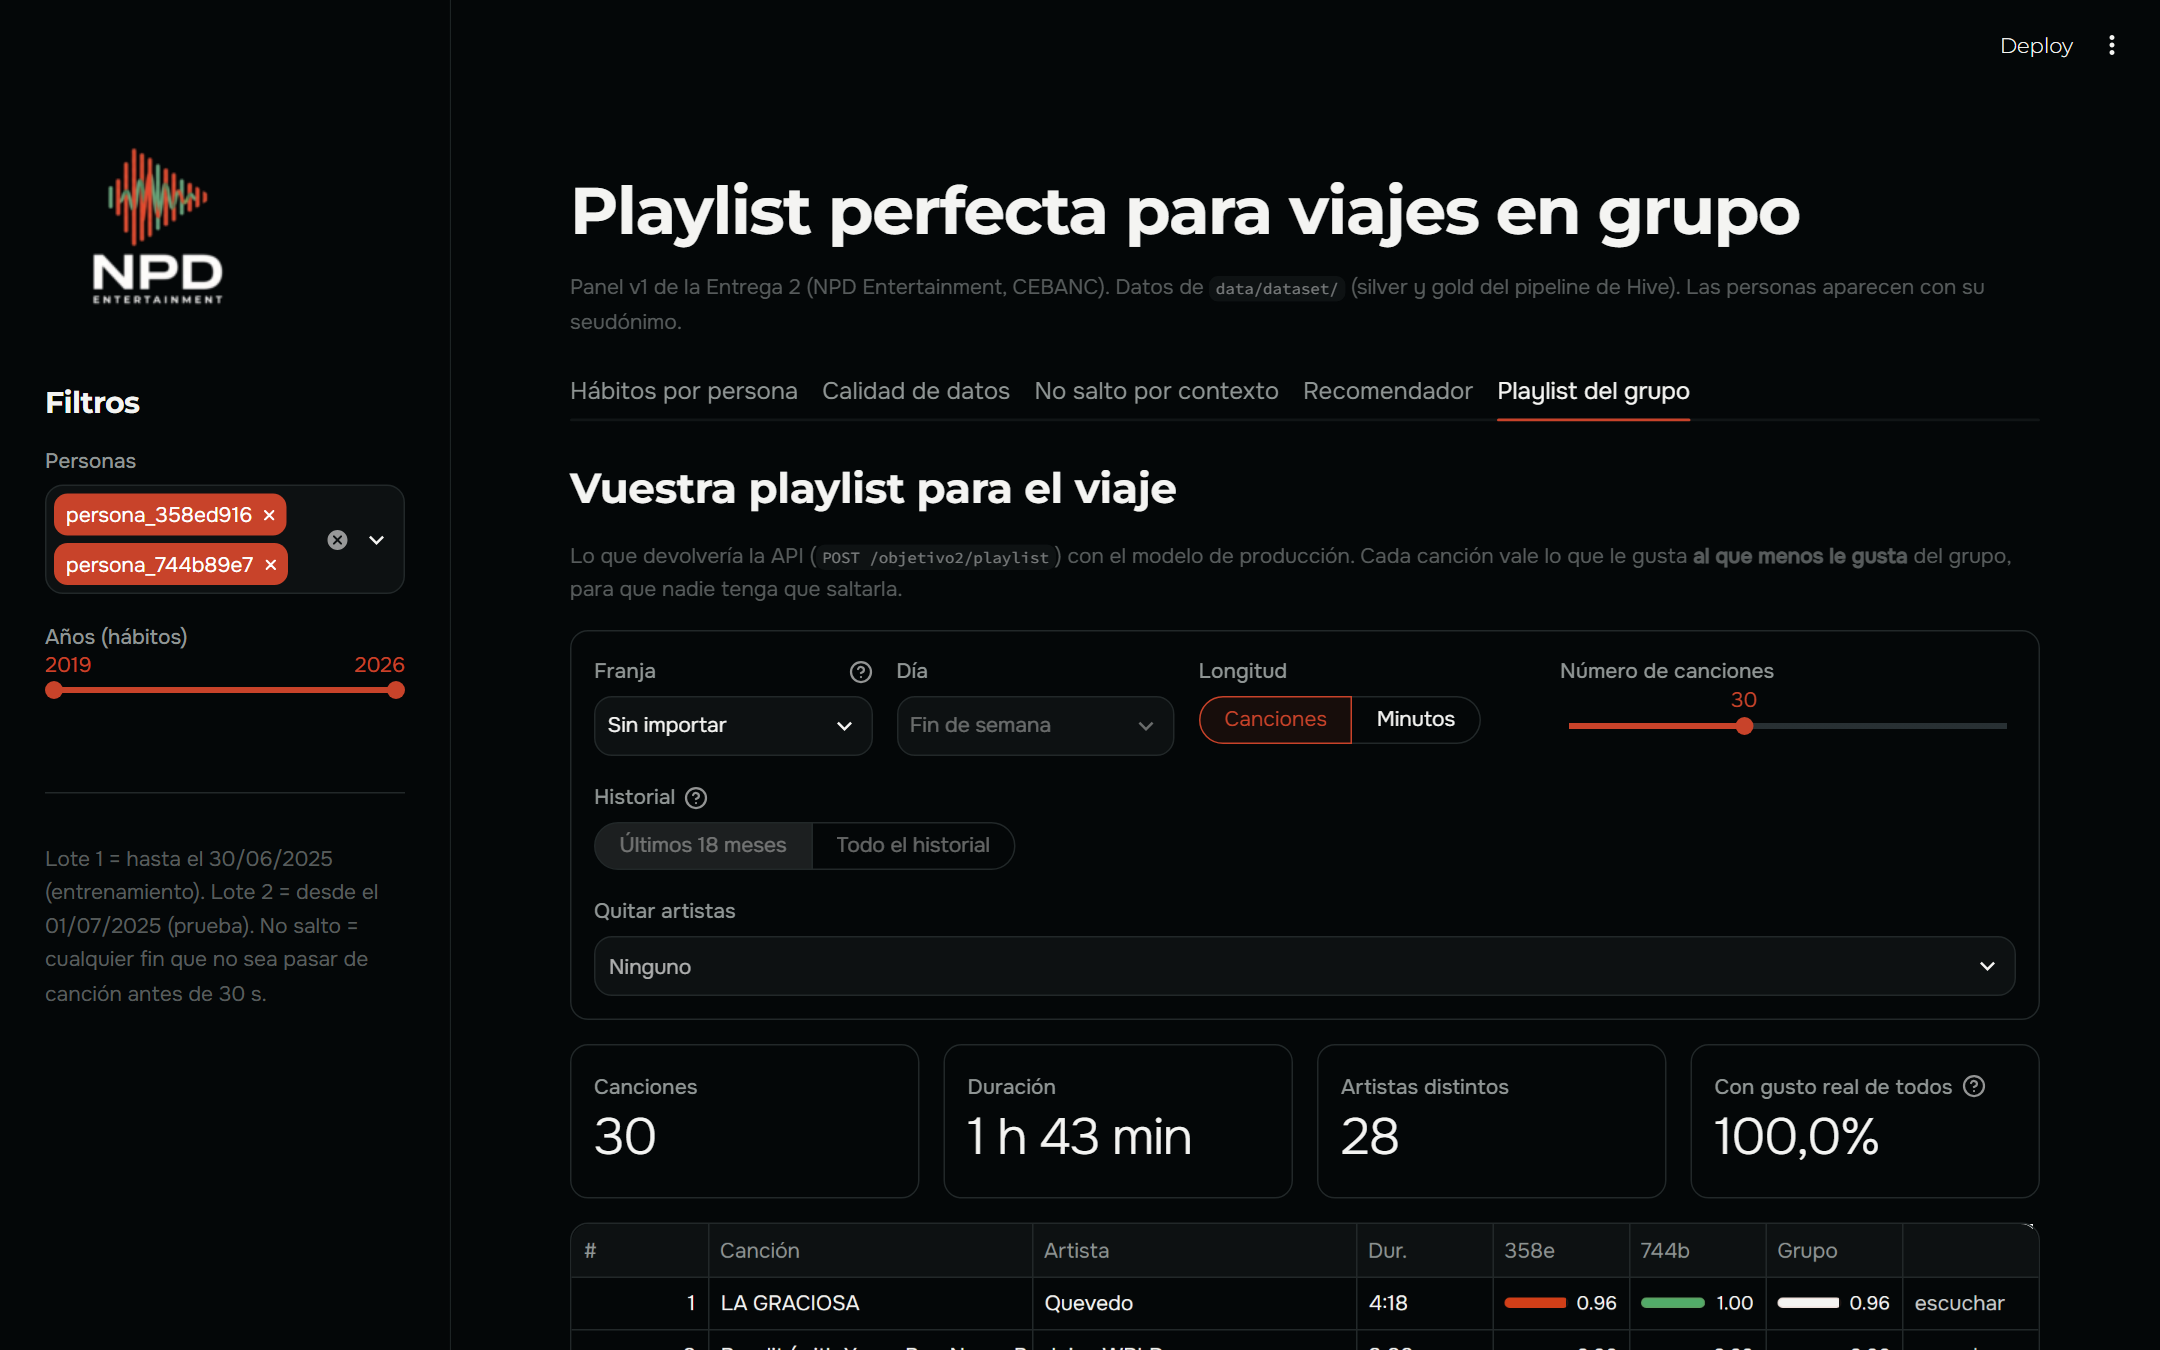 Deploy
NPD
ENTERTAINMENT
Filtros
Personas
persona_358ed916
persona_744b89e7
Años (hábitos)
2019 2026
Lote 1 = hasta el 30/06/2025
(entrenamiento). Lote 2 = desde el
01/07/2025 (prueba). No salto =
cualquier fin que no sea pasar de
canción antes de 30 s.
Playlist perfecta para viajes en grupo
Panel v1 de la Entrega 2 (NPD Entertainment, CEBANC). Datos de data/dataset/ (silver y gold del pipeline de Hive). Las personas aparecen con su
seudónimo.
Hábitos por persona Calidad de datos No salto por contexto Recomendador Playlist del grupo
Vuestra playlist para el viaje
Lo que devolvería la API ( POST /objetivo2/playlist ) con el modelo de producción. Cada canción vale lo que le gusta al que menos le gusta del grupo,
para que nadie tenga que saltarla.
Franja Día Longitud Número de canciones
30
Sin importar Fin de semana Canciones Minutos
Historial
Últimos 18 meses Todo el historial
Quitar artistas
Ninguno
Canciones Duración Artistas distintos Con gusto real de todos
30 1 h 43 min 28 100,0%
# Canción Artista Dur. 358e 744b Grupo
1 LA GRACIOSA Quevedo 4:18 0.96 1.00 0.96 escuchar